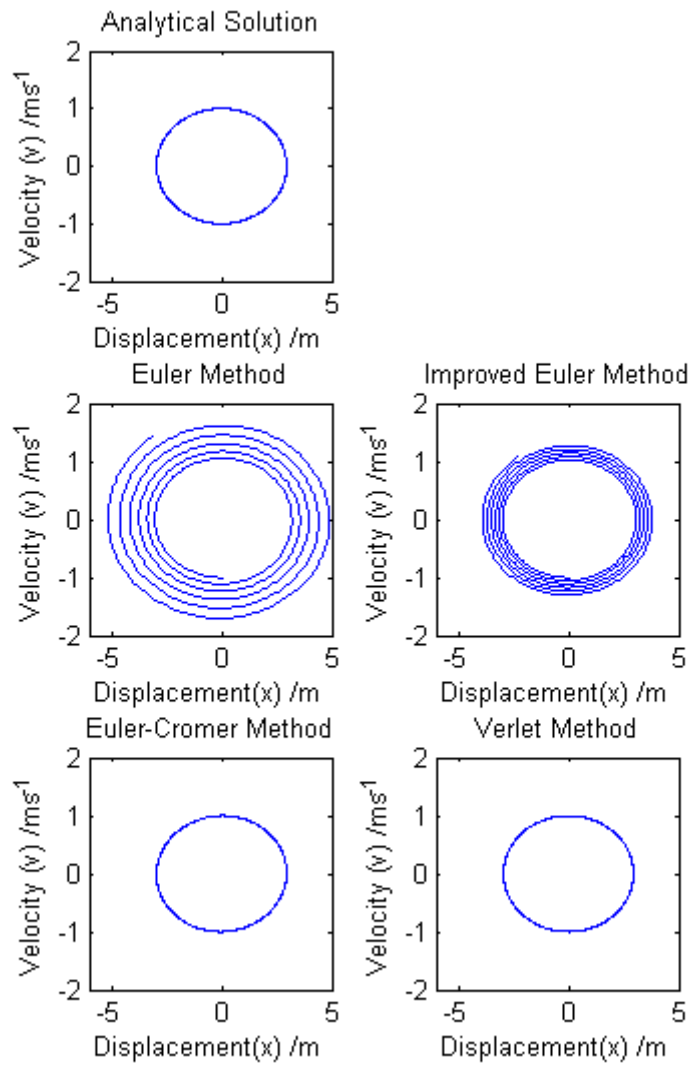 Analytical Solution
2
1
0
-1
-2
Velocity (v) /ms-1
-5 0 5
Displacement(x) /m
Euler Method
2
1
0
-1
-2
Velocity (v) /ms-1
-5 0 5
Displacement(x) /m
Improved Euler Method
2
1
0
-1
-2
Velocity (v) /ms-1
-5 0 5
Displacement(x) /m
Euler-Cromer Method
2
1
0
-1
-2
Velocity (v) /ms-1
-5 0 5
Displacement(x) /m
Verlet Method
2
1
0
-1
-2
Velocity (v) /ms-1
-5 0 5
Displacement(x) /m